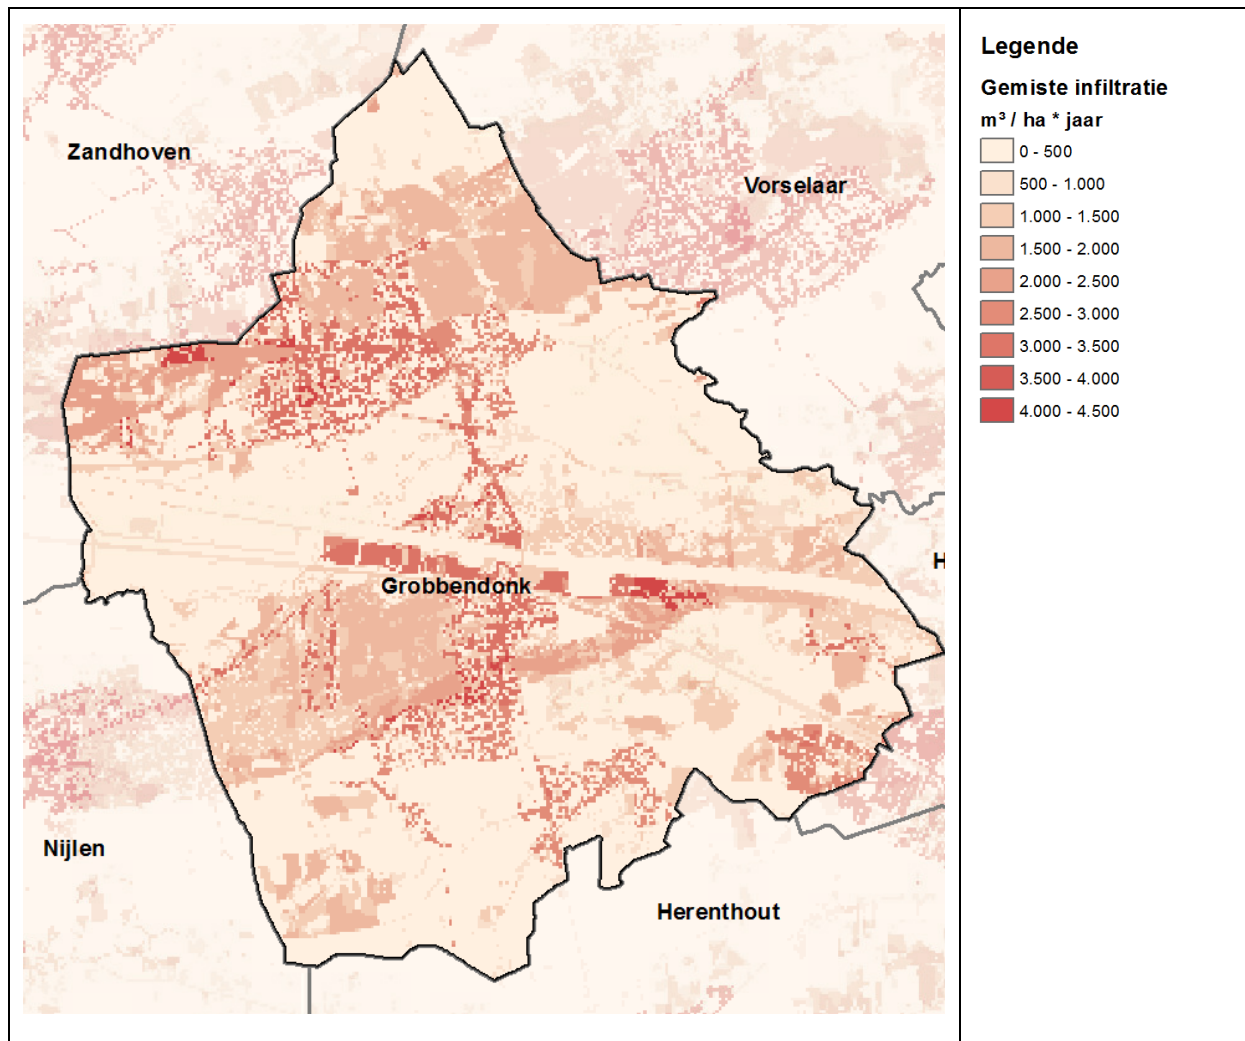 Zandhoven
Vorselaar
Grobbendonk
H
Nijlen
Herenthout
Legende
Gemiste infiltratie
m³ / ha * jaar
0 - 500
500 - 1.000
1.000 - 1.500
1.500 - 2.000
2.000 - 2.500
2.500 - 3.000
3.000 - 3.500
3.500 - 4.000
4.000 - 4.500